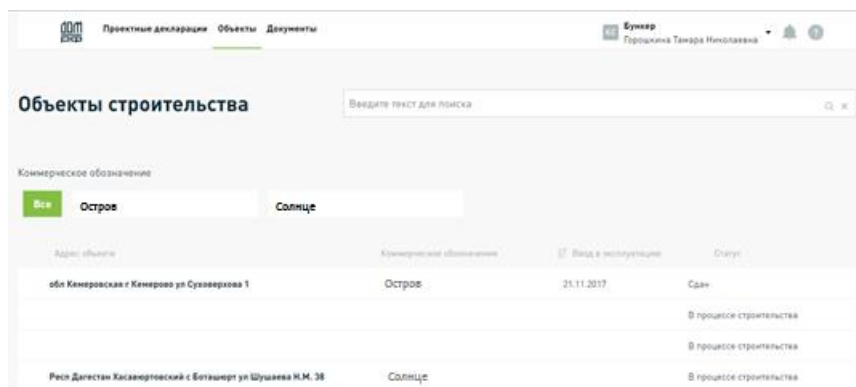 ДОМ
РФ
Проектные декларации Объекты Документы
Бункер
Горошкина Тамара Николаевна
Объекты строительства
Введите текст для поиска
Коммерческое обозначение
Все Остров Солнце
Адрес объекта Коммерческое обозначение Ввод в эксплуатацию Статус
обл Кемеровская г Кемерово ул Суховерхова 1 Остров 21.11.2017 Сдан
В процессе строительства
В процессе строительства
Респ Дагестан Хасавюртовский с Боташюрт ул Шушаева Н.М. 38 Солнце В процессе строительства